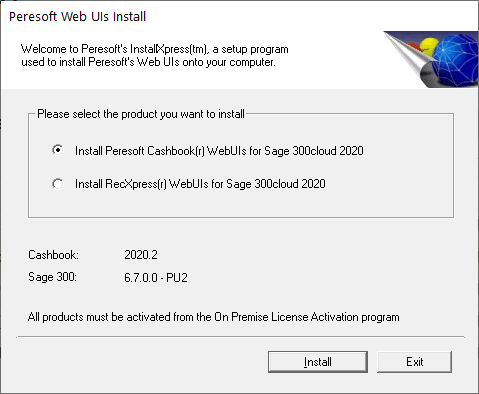 Peresoft Web UIs Install
Welcome to Peresoft's InstallXpress(tm), a setup program
used to install Peresoft's Web UIs onto your computer.
Please select the product you want to install
Install Peresoft Cashbook(r) WebUIs for Sage 300cloud 2020
Install RecXpress(r) WebUIs for Sage 300cloud 2020
Cashbook: 2020.2
Sage 300: 6.7.0.0 - PU2
All products must be activated from the On Premise License Activation program
Install Exit